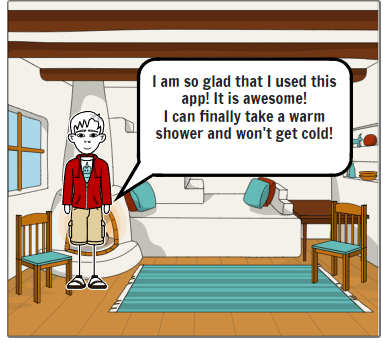 I am so glad that I used this
app! It is awesome!
I can finally take a warm
shower and won't get cold!